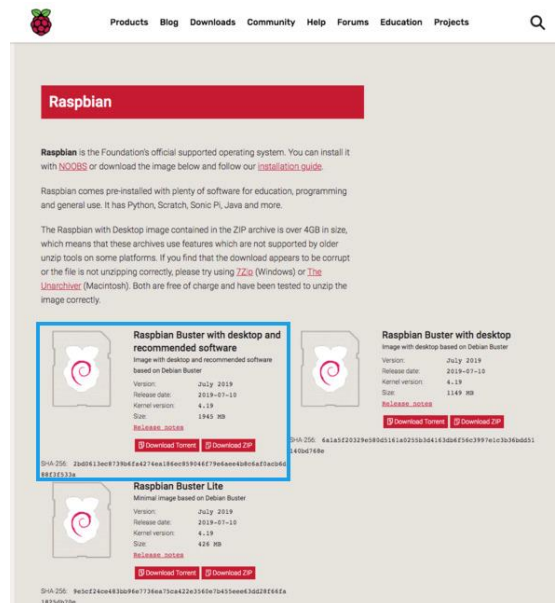 Products Blog Downloads Community Help Forums Education Projects
Raspbian
Raspbian is the Foundation's official supported operating system. You can install it
with NOOBS or download the image below and follow our installation guide.
Raspbian comes pre-installed with plenty of software for education, programming
and general use. It has Python, Scratch, Sonic Pi, Java and more.
The Raspbian with Desktop image contained in the ZIP archive is over 4GB in size,
which means that these archives use features which are not supported by older
unzip tools on some platforms. If you find that the download appears to be corrupt
or the file is not unzipping correctly, please try using 7Zip (Windows) or The
Unarchiver (Macintosh). Both are free of charge and have been tested to unzip the
image correctly.
Raspbian Buster with desktop and
recommended software
Image with desktop and recommended software
based on Debian Buster
Version: July 2019
Release date: 2019-07-10
Kernel version: 4.19
Size: 1945 MB
Release notes
Download Torrent Download ZIP
SHA-256:
Raspbian Buster with desktop
Image with desktop based on Debian Buster
Version: July 2019
Release date: 2019-07-10
Kernel version: 4.19
Size: 1149 MB
Release notes
Download Torrent Download ZIP
SHA-256:
140bd768e
Raspbian Buster Lite
Minimal image based on Debian Buster
Version: July 2019
Release date: 2019-07-10
Kernel version: 4.19
Size: 426 MB
Release notes
Download Torrent Download ZIP
SHA-256: